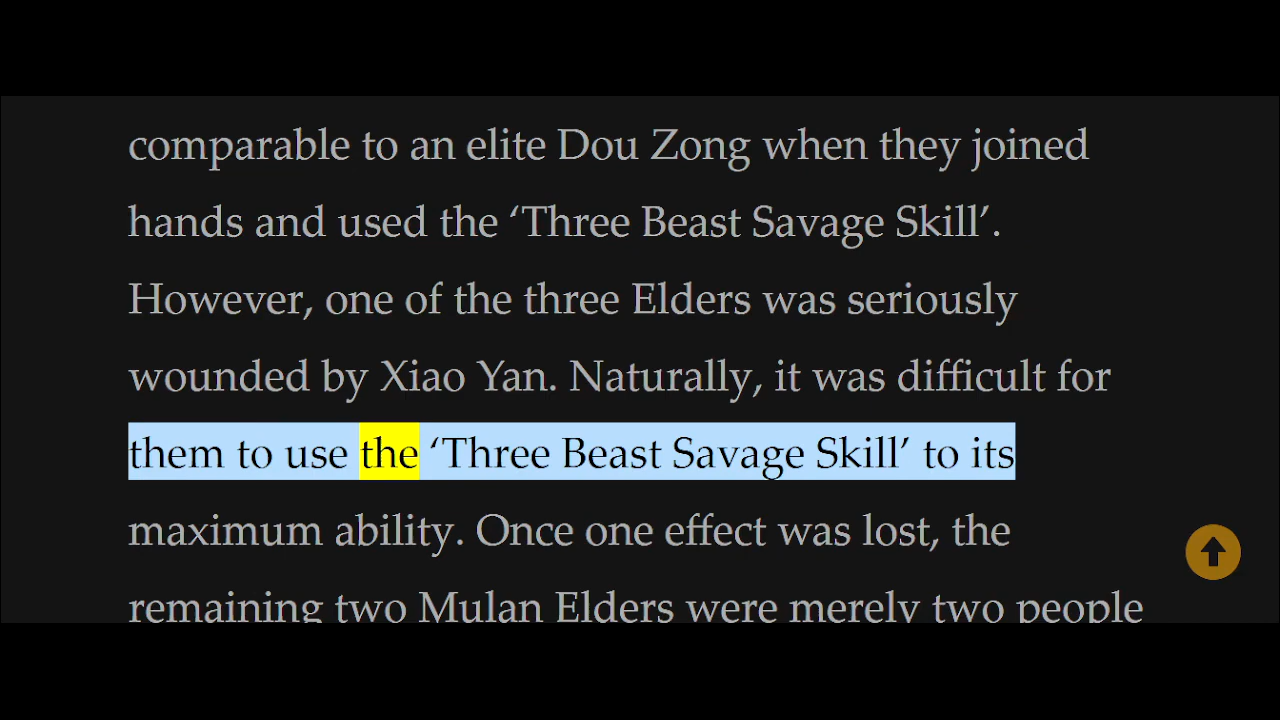 comparable to an elite Dou Zong when they joined
hands and used the ‘Three Beast Savage Skill’.
However, one of the three Elders was seriously
wounded by Xiao Yan. Naturally, it was difficult for
them to use the ‘Three Beast Savage Skill’ to its
maximum ability. Once one effect was lost, the
remaining two Mulan Elders were merely two people